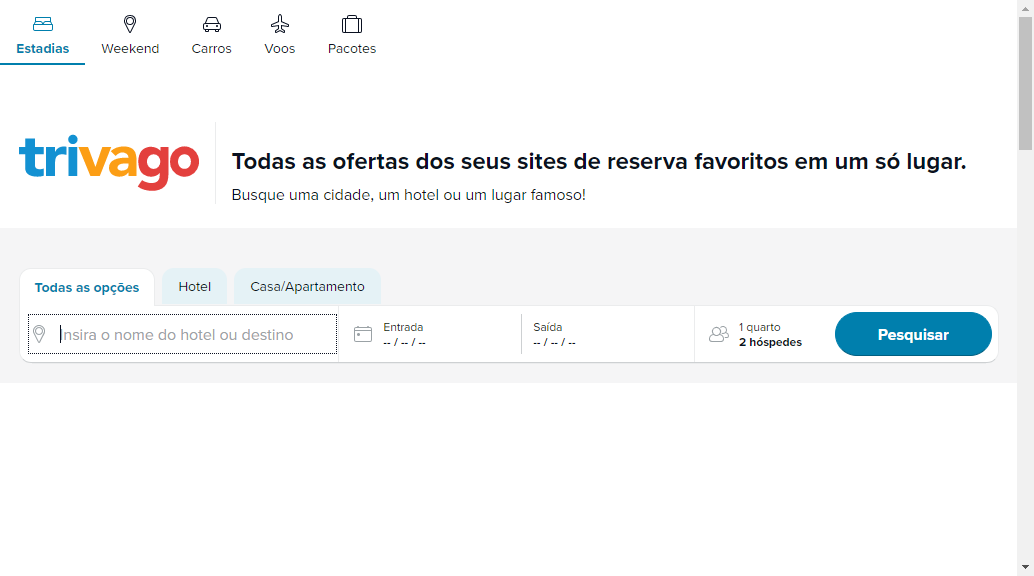 Estadias
Weekend
Carros
Voos
Pacotes
trivago
Todas as ofertas dos seus sites de reserva favoritos em um só lugar.
Busque uma cidade, um hotel ou um lugar famoso!
Todas as opções
Hotel
Casa/Apartamento
Insira o nome do hotel ou destino
Entrada
-- / -- / --
Saída
-- / -- / --
1 quarto
2 hóspedes
Pesquisar